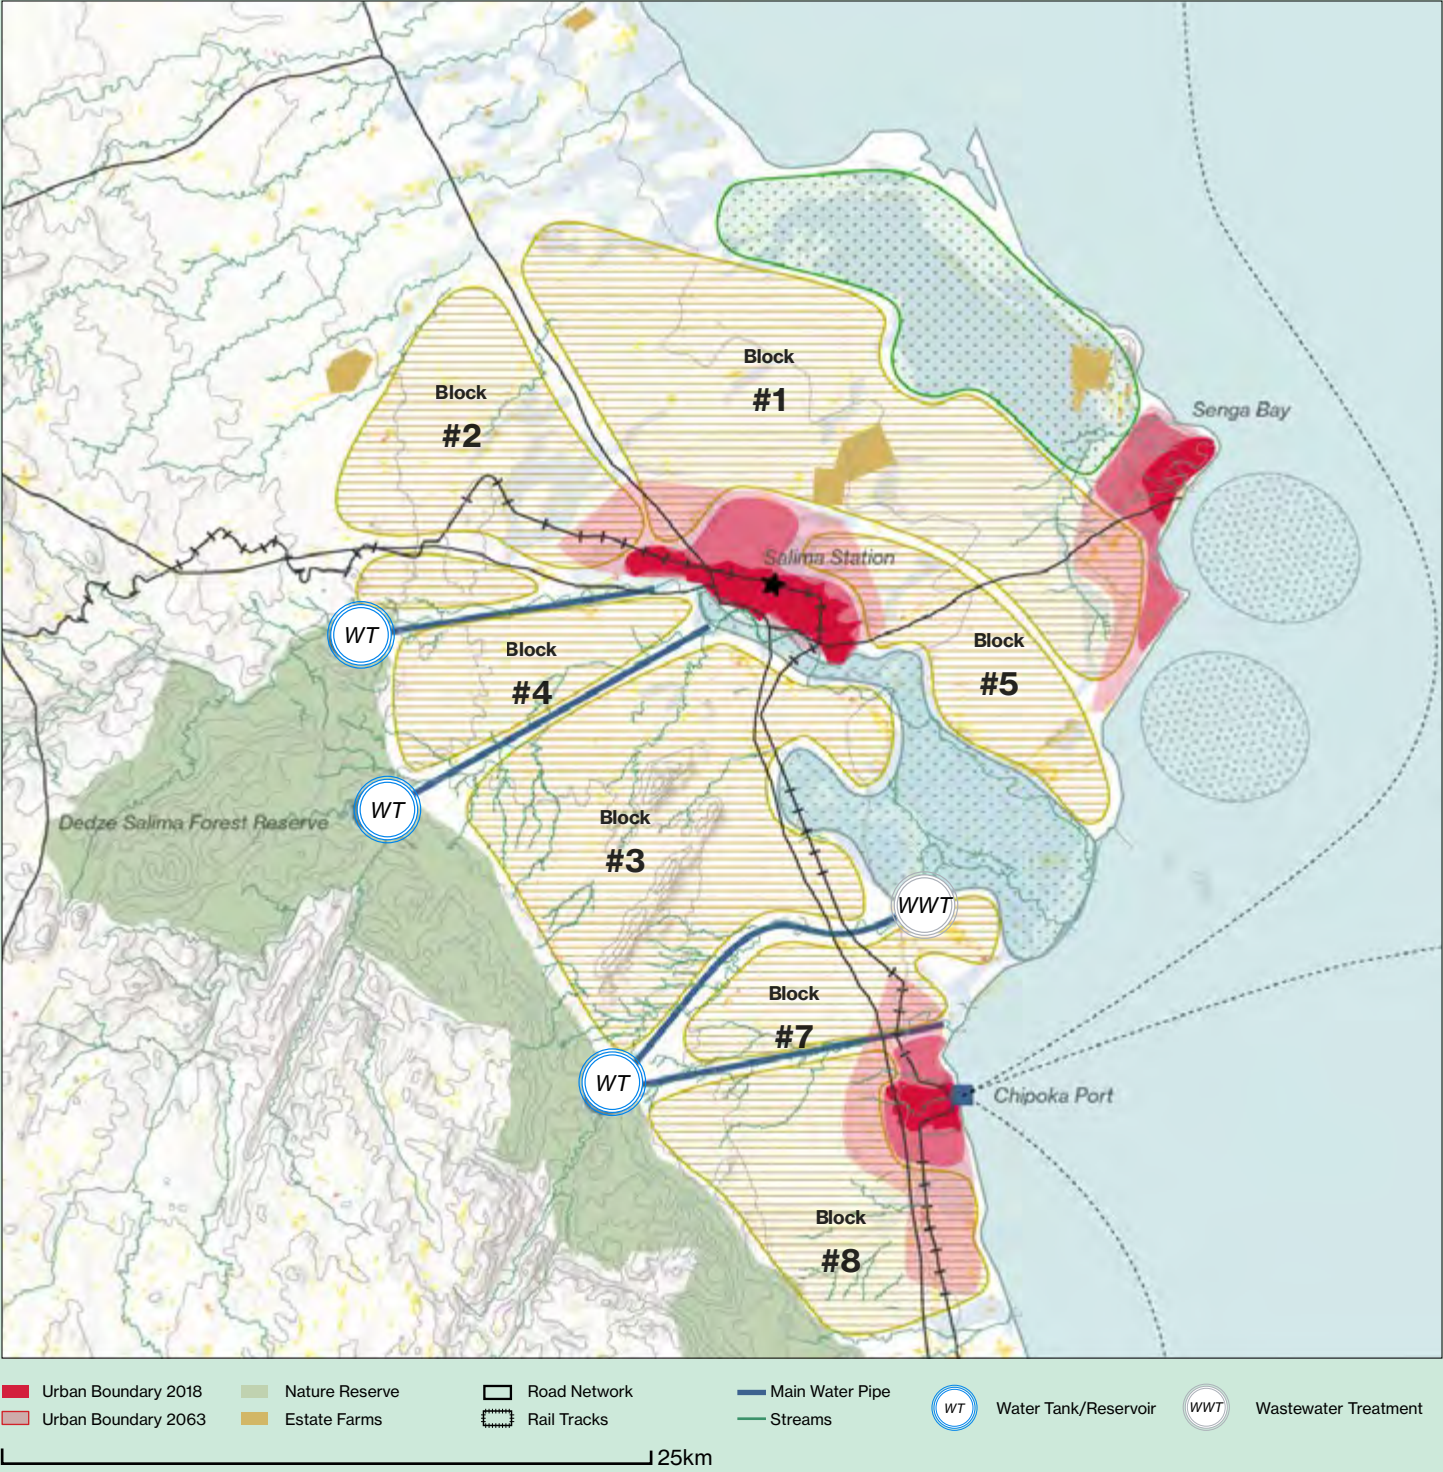 Block
#1
Block
#2
Senga Bay
Salima Station
WT
Block
#4
Block
#5
WT
Dedze Salima Forest Reserve
Block
#3
WWT
Block
#7
WT
Chipoka Port
Block
#8
Urban Boundary 2018
Nature Reserve
Road Network
Main Water Pipe
WT
Water Tank/Reservoir
WWT
Wastewater Treatment
Urban Boundary 2063
Estate Farms
Rail Tracks
Streams
25km